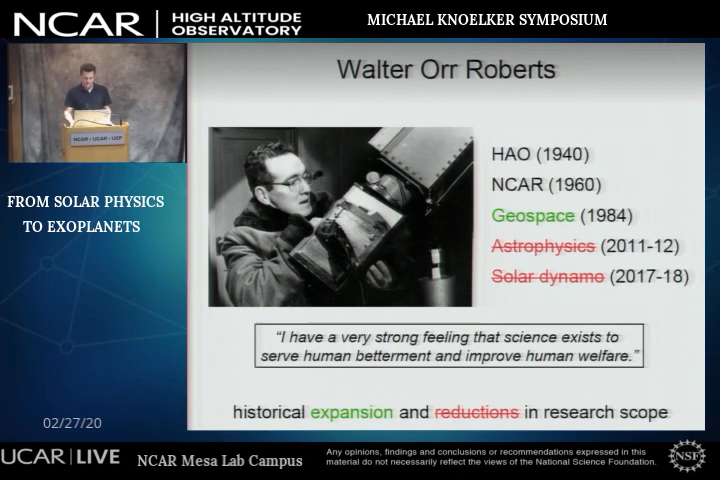 NCAR
HIGH ALTITUDE
OBSERVATORY
MICHAEL KNOELKER SYMPOSIUM
NCAR • UCAR • UCP
FROM SOLAR PHYSICS
TO EXOPLANETS
Walter Orr Roberts
HAO (1940)
NCAR (1960)
Geospace (1984)
Astrophysics (2011-12)
Solar dynamo (2017-18)
“I have a very strong feeling that science exists to
serve human betterment and improve human welfare.”
historical expansion and reductions in research scope
02/27/20
UCAR | LIVE
NCAR Mesa Lab Campus
Any opinions, findings and conclusions or recommendations expressed in this
material do not necessarily reflect the views of the National Science Foundation.
NSF